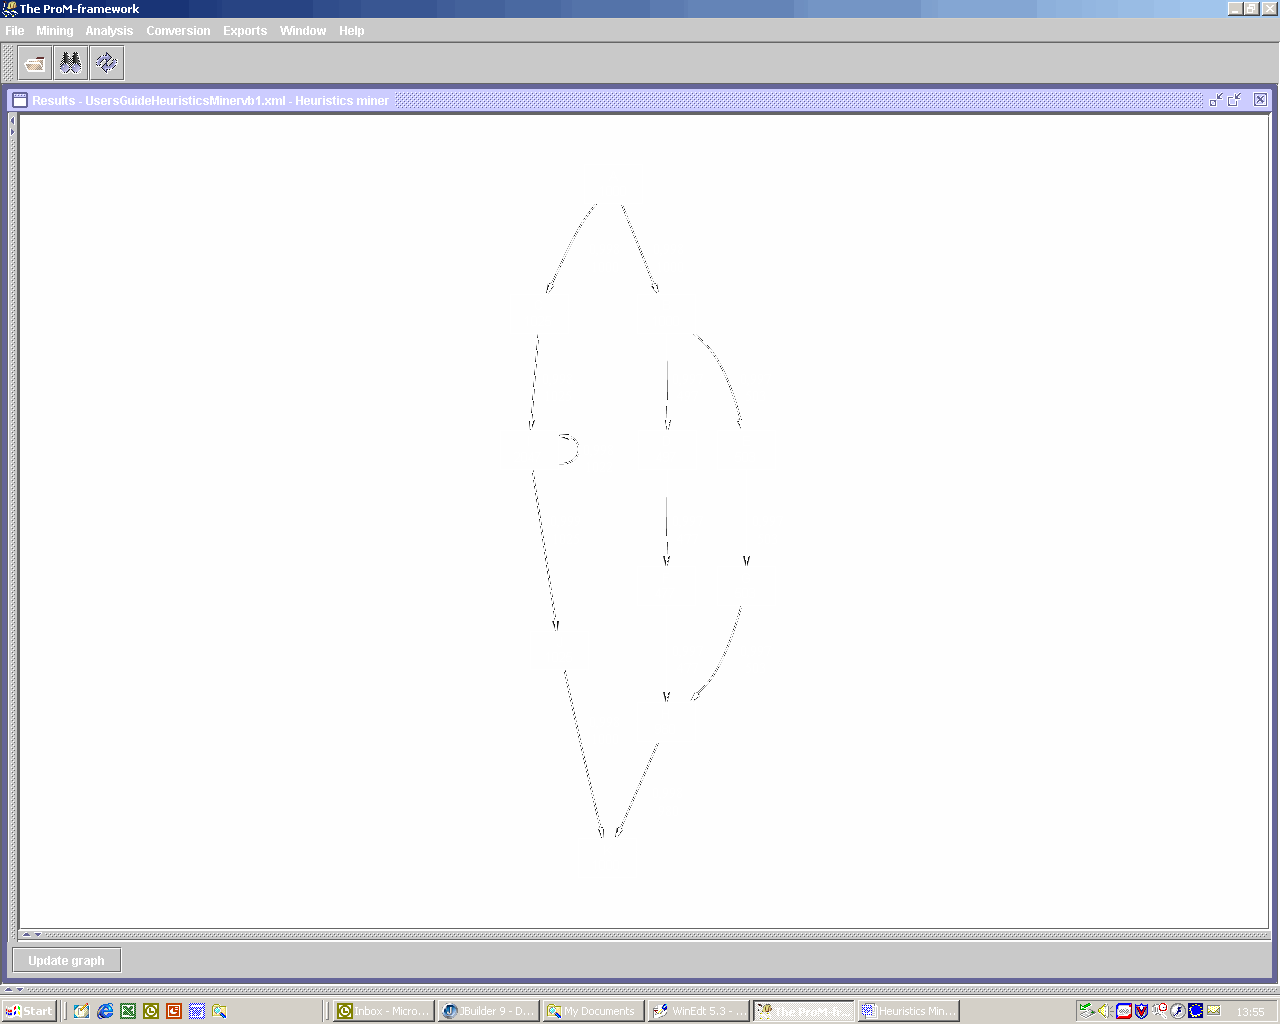 The ProM-framework
File Mining Analysis Conversion Exports Window Help
Results - UsersGuideHeuristicsMinervb1.xml - Heuristics miner
Update graph
Start Inbox - Micro... JBuilder 9 - D... My Documents WinEdt 5.3 - ... The ProM-fr... Heuristics Min... 13:55